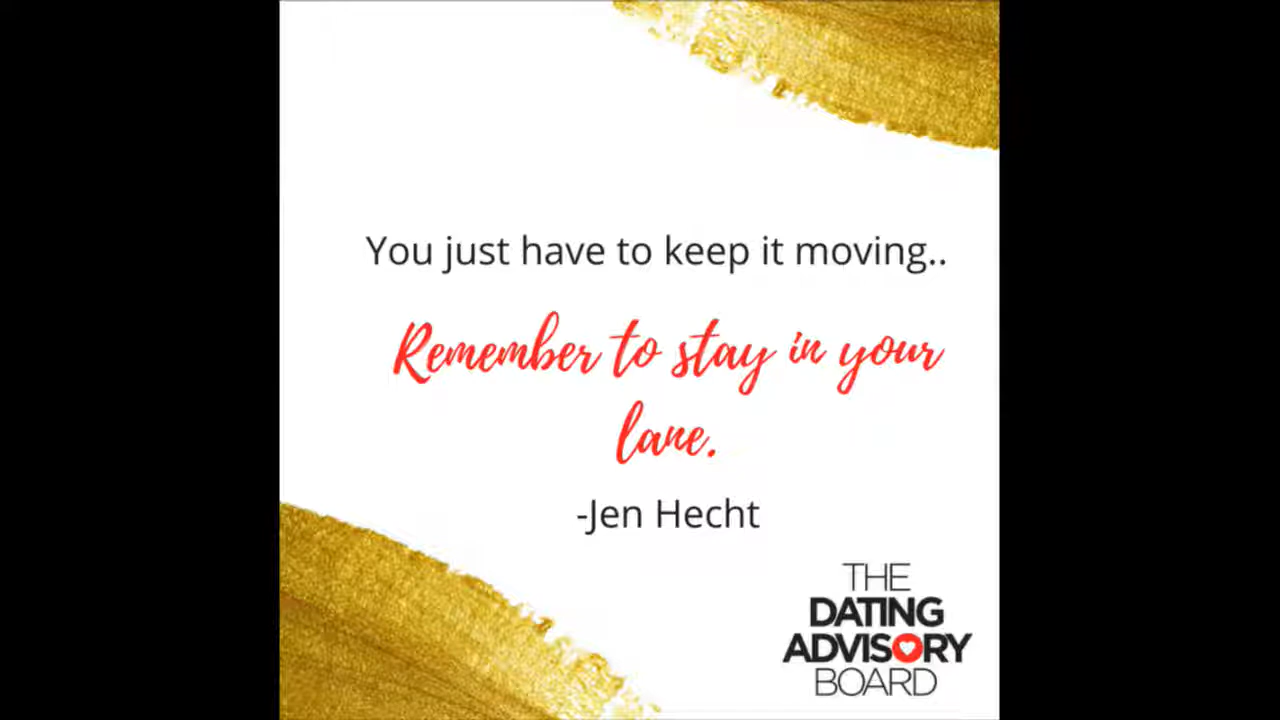 You just have to keep it moving..
Remember to stay in your
lane.
-Jen Hecht
THE
DATING
ADVISORY
BOARD